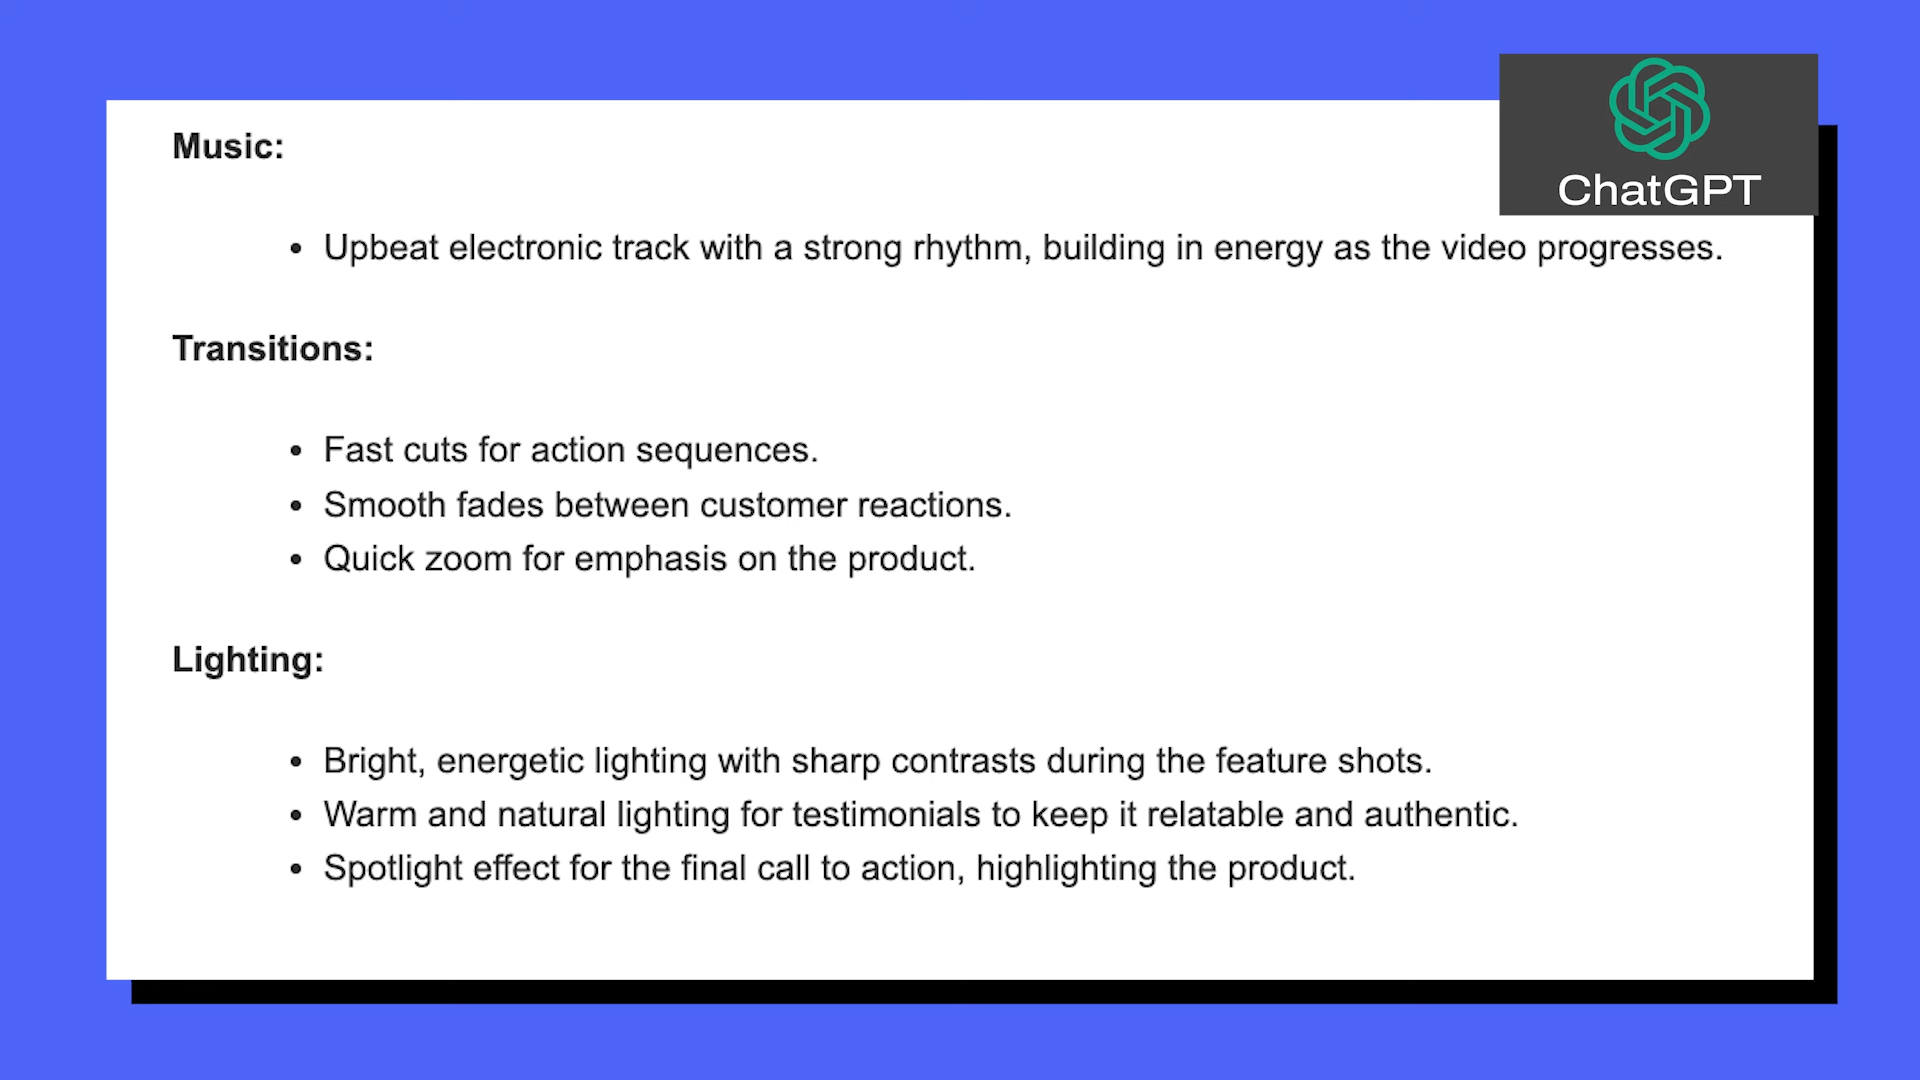 ChatGPT
Music:
• Upbeat electronic track with a strong rhythm, building in energy as the video progresses.
Transitions:
• Fast cuts for action sequences.
• Smooth fades between customer reactions.
• Quick zoom for emphasis on the product.
Lighting:
• Bright, energetic lighting with sharp contrasts during the feature shots.
• Warm and natural lighting for testimonials to keep it relatable and authentic.
• Spotlight effect for the final call to action, highlighting the product.